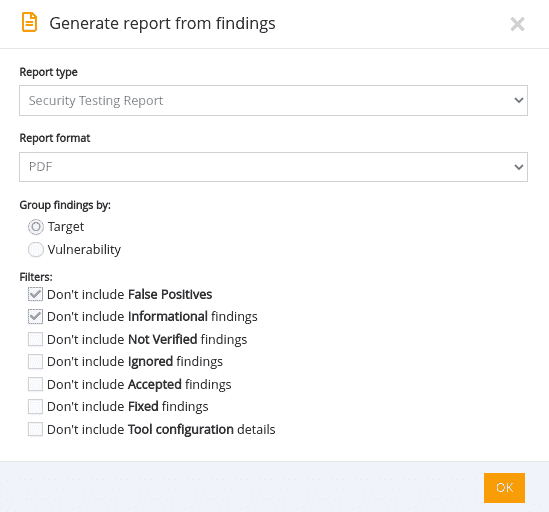 Generate report from findings
Report type
Security Testing Report
Report format
PDF
Group findings by:
Target
Vulnerability
Filters:
Don't include False Positives
Don't include Informational findings
Don't include Not Verified findings
Don't include Ignored findings
Don't include Accepted findings
Don't include Fixed findings
Don't include Tool configuration details
OK